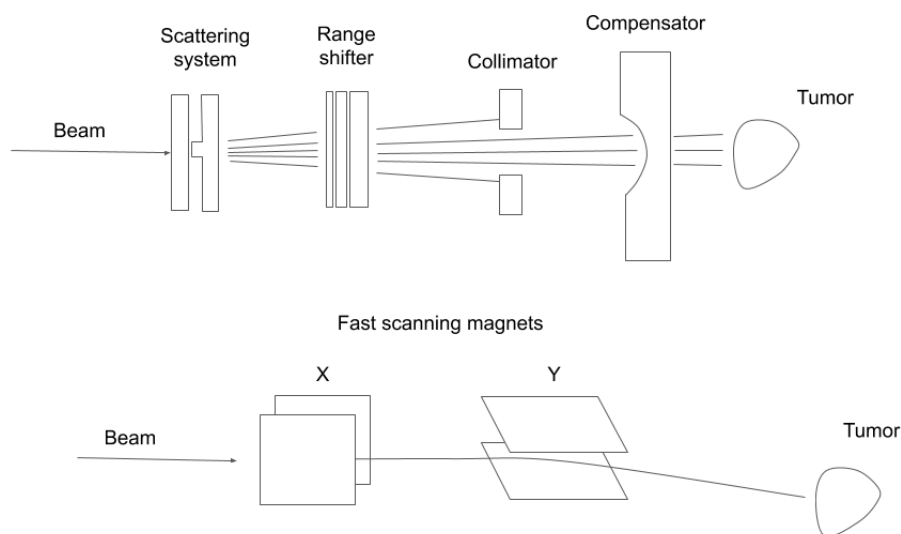 Scattering
system
Range
shifter
Collimator
Compensator
Tumor
Beam
Fast scanning magnets
X
Y
Beam
Tumor